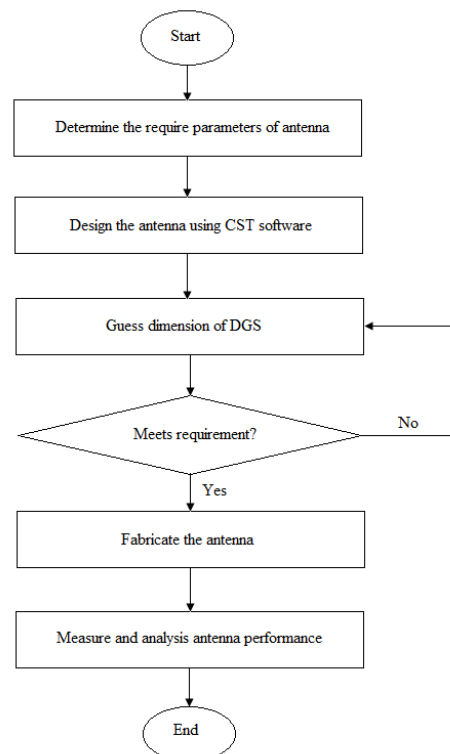 Start
Determine the require parameters of antenna
Design the antenna using CST software
Guess dimension of DGS
Meets requirement?
No
Yes
Fabricate the antenna
Measure and analysis antenna performance
End